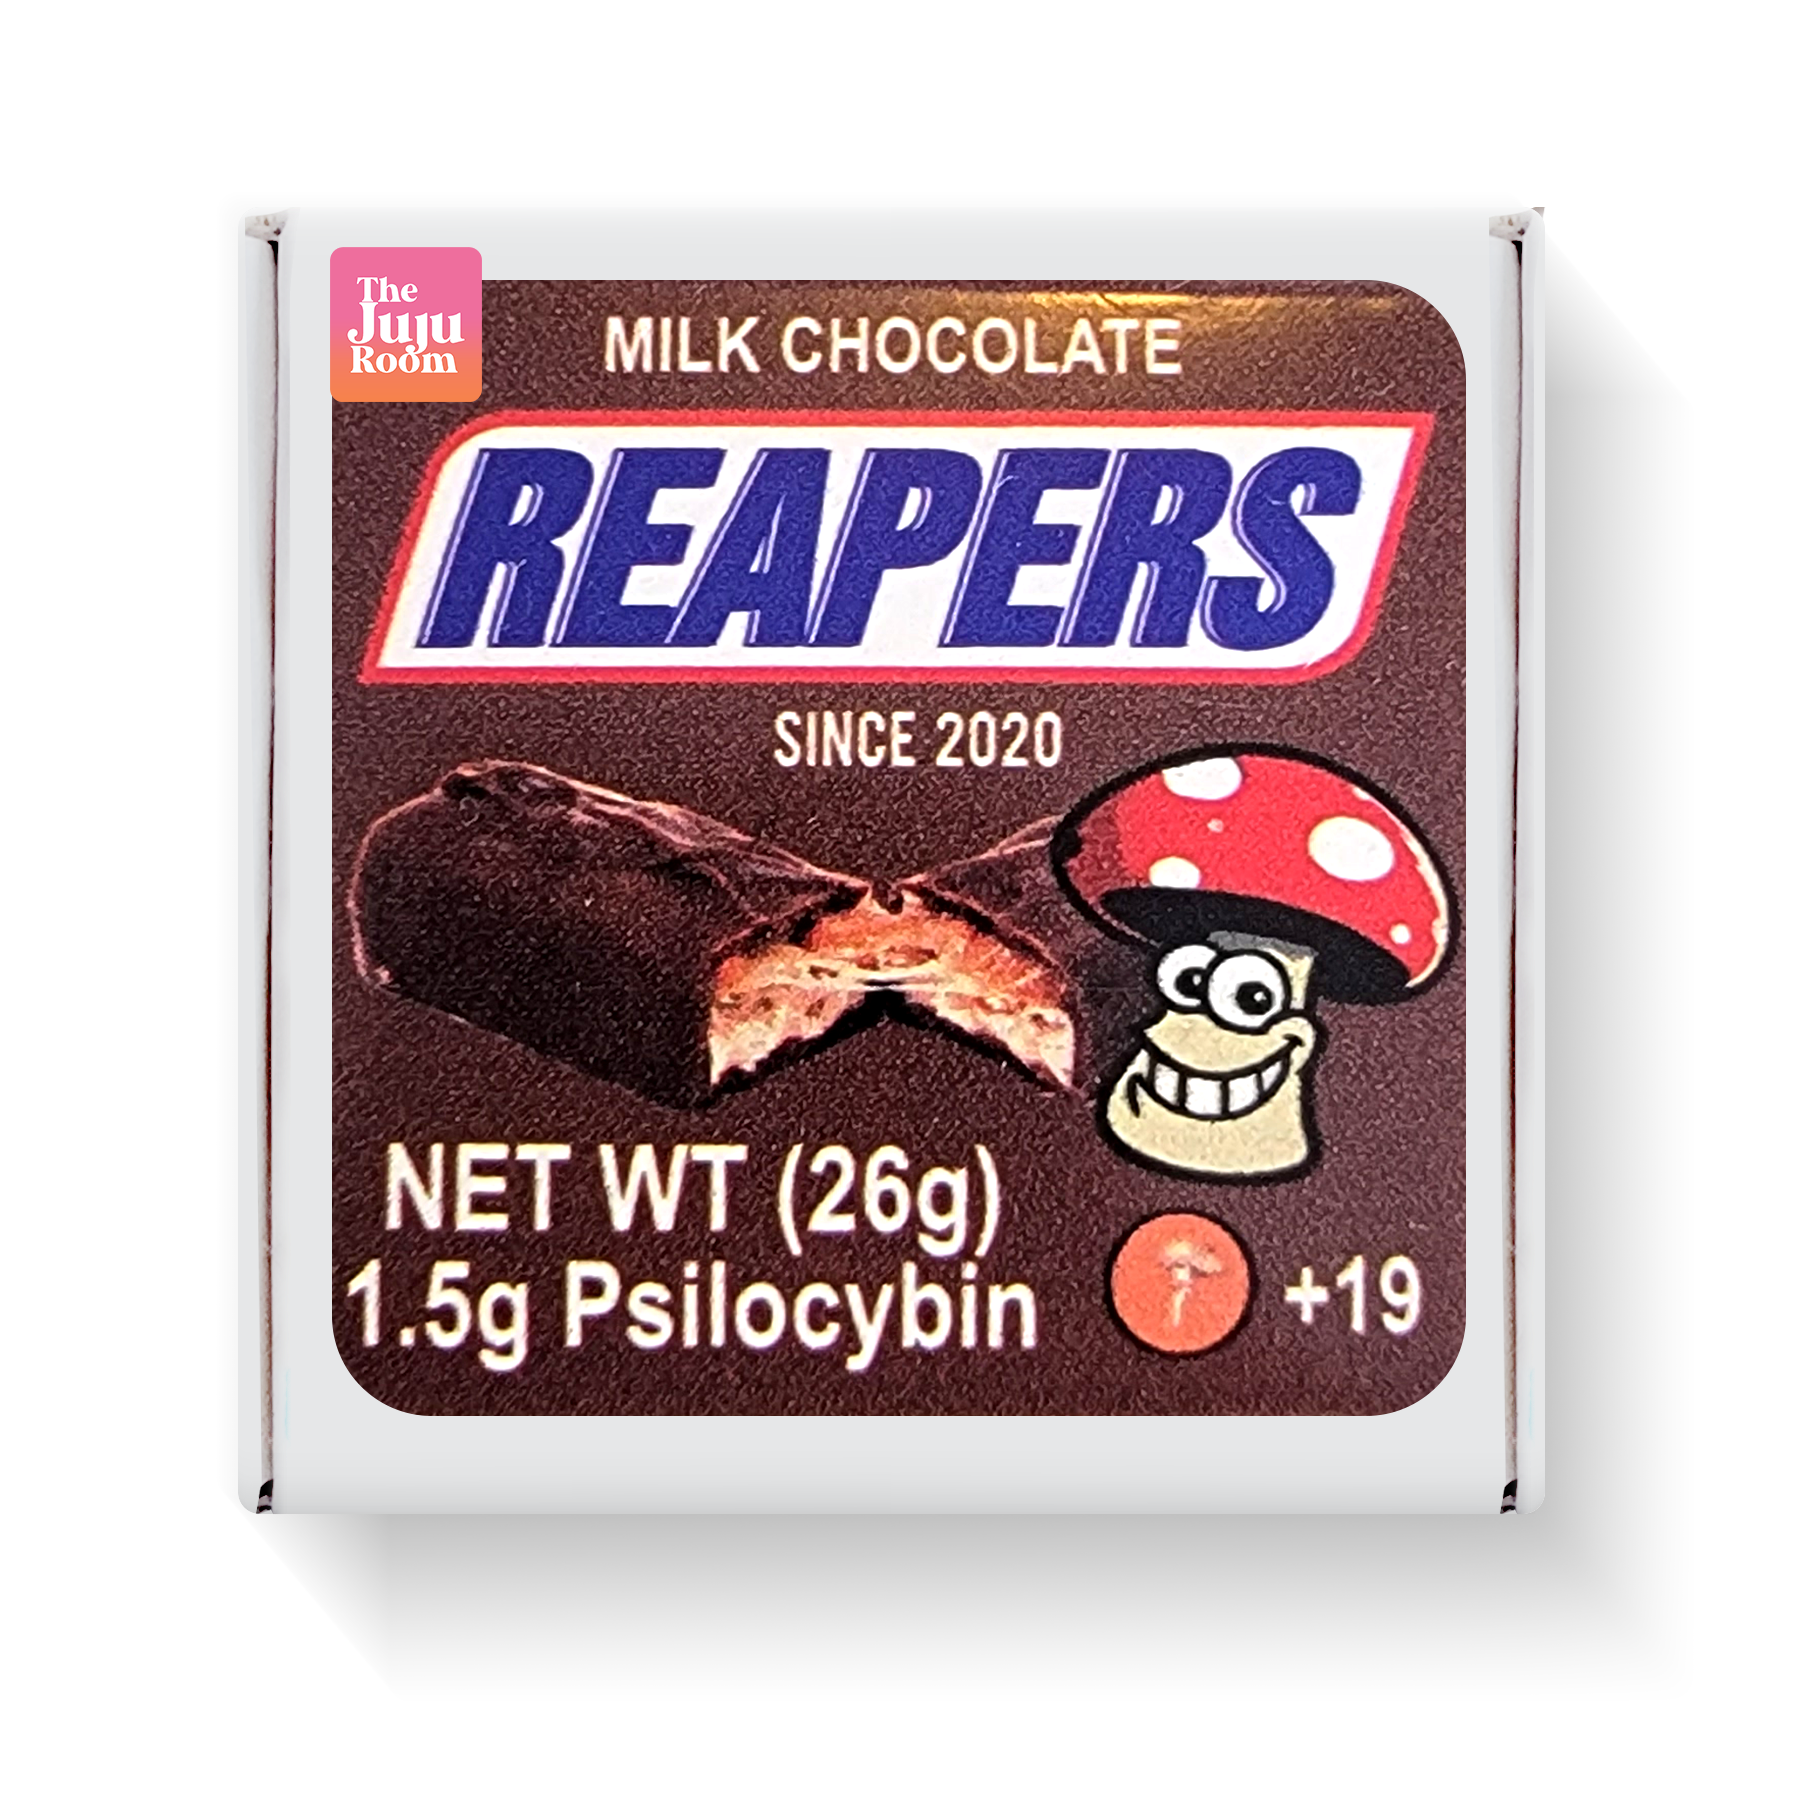 The
Juju
Room
MILK CHOCOLATE
REAPERS
SINCE 2020
NET WT (26g)
1.5g Psilocybin
+19